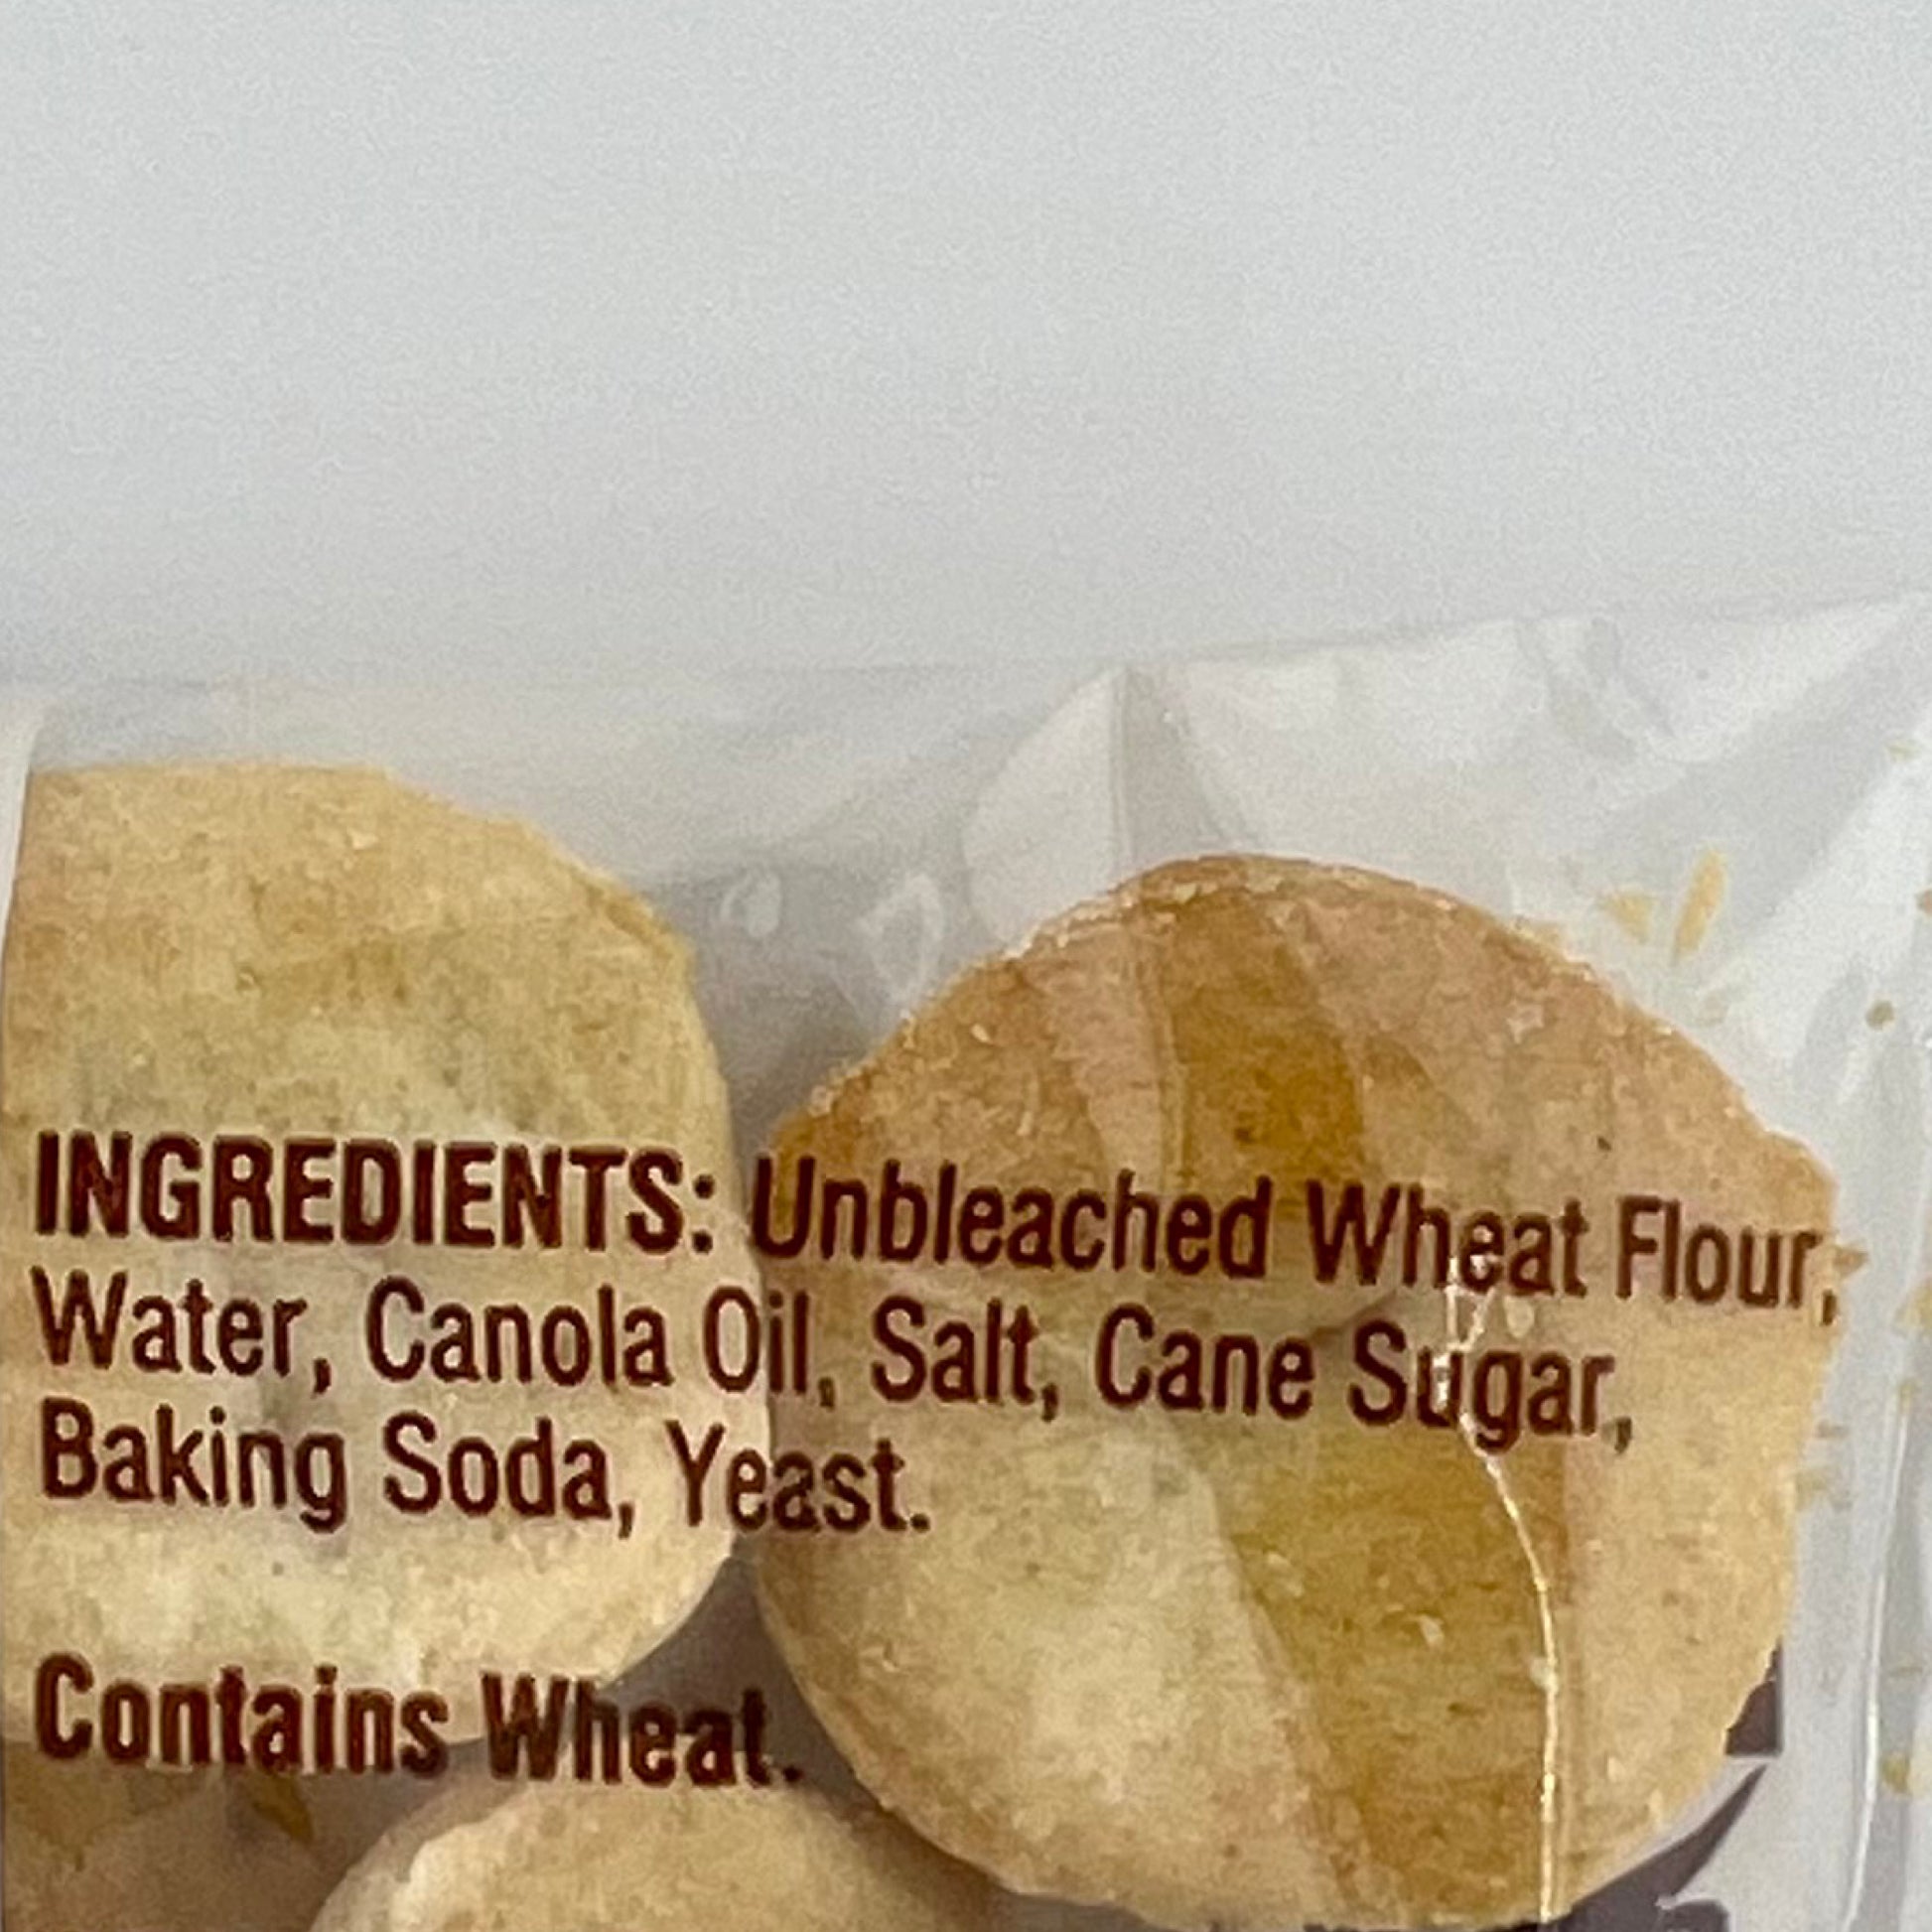 INGREDIENTS: Unbleached Wheat Flour,
Water, Canola Oil, Salt, Cane Sugar,
Baking Soda, Yeast.
Contains Wheat.